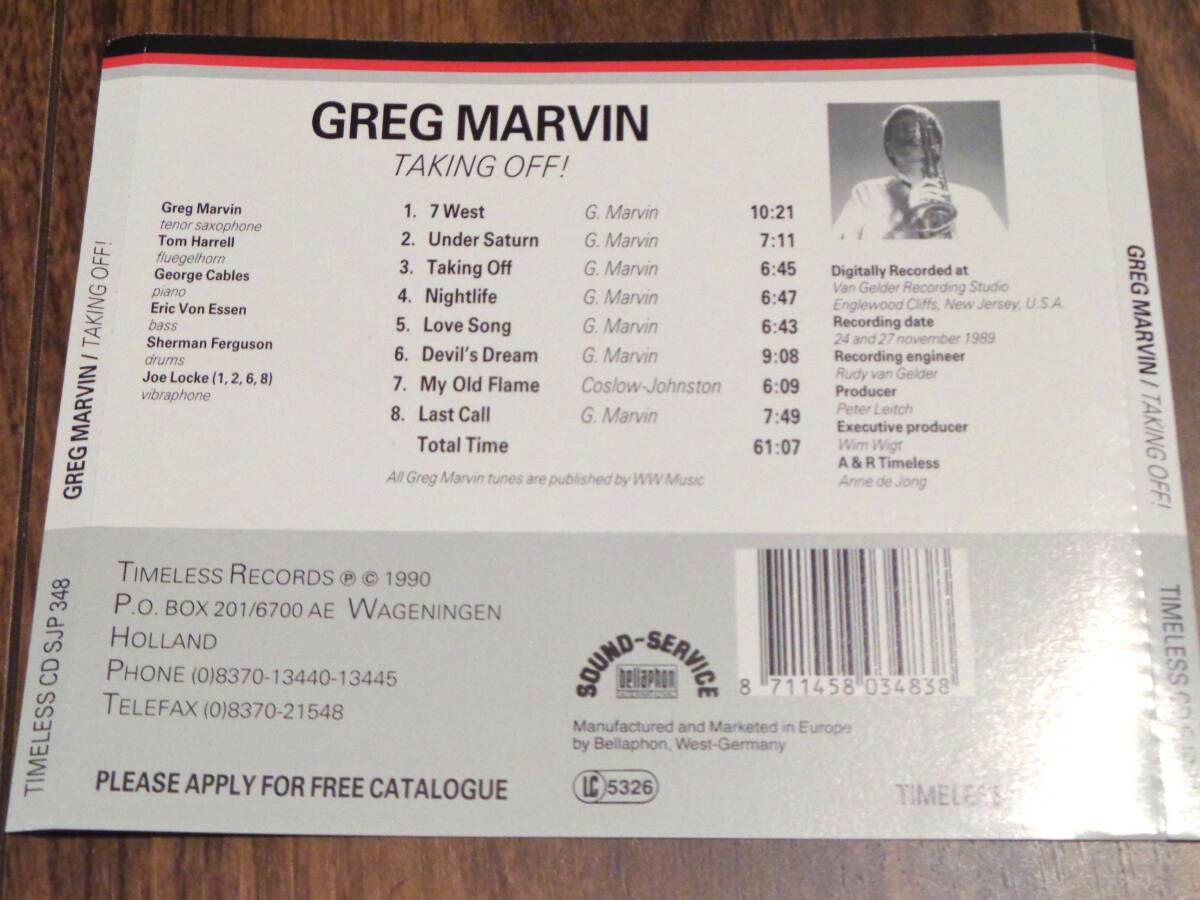 GREG MARVIN
TAKING OFF!
Greg Marvin
tenor saxophone
Tom Harrell
fluegelhorn
George Cables
piano
Eric Von Essen
bass
Sherman Ferguson
drums
Joe Locke (1, 2, 6, 8)
vibraphone
1. 7 West G. Marvin 10:21
2. Under Saturn G. Marvin 7:11
3. Taking Off G. Marvin 6:45
4. Nightlife G. Marvin 6:47
5. Love Song G. Marvin 6:43
6. Devil's Dream G. Marvin 9:08
7. My Old Flame Coslow-Johnston 6:09
8. Last Call G. Marvin 7:49
Total Time 61:07
All Greg Marvin tunes are published by WW Music
Digitally Recorded at
Van Gelder Recording Studio
Englewood Cliffs, New Jersey, U.S.A.
Recording date
24 and 27 november 1989
Recording engineer
Rudy van Gelder
Producer
Peter Leitch
Executive producer
Wim Wigt
A & R Timeless
Anne de Jong
TIMELESS RECORDS ℗ © 1990
P.O. BOX 201/6700 AE WAGENINGEN
HOLLAND
PHONE (0)8370-13440-13445
TELEFAX (0)8370-21548
PLEASE APPLY FOR FREE CATALOGUE
SOUND-SERVICE
bellaphon
8 711458 034838
Manufactured and Marketed in Europe
by Bellaphon, West-Germany
LC 5326
TIMELESS
GREG MARVIN / TAKING OFF!
TIMELESS CD SJP 348
GREG MARVIN / TAKING OFF!
TIMELESS CD